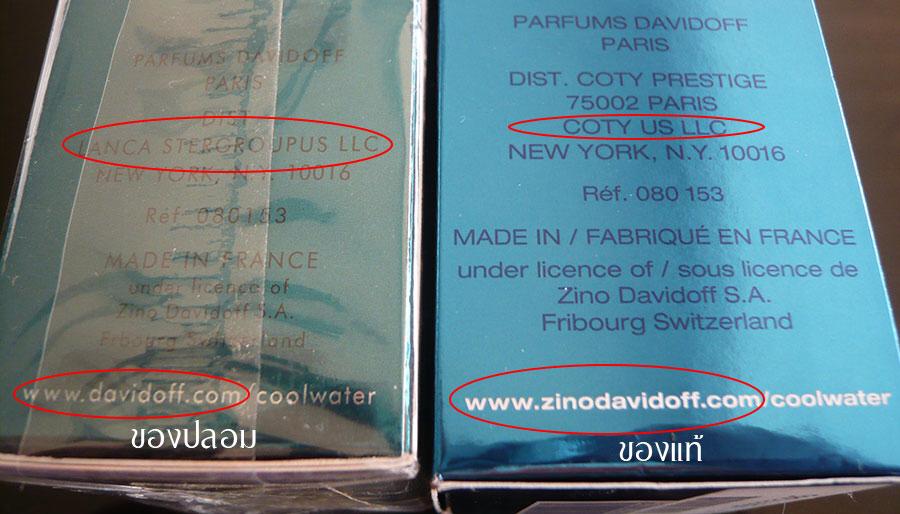 PARFUMS DAVIDOFF
PARIS
DIST.
LANCA STERGROUPUS LLC
NEW YORK, N.Y. 10016
Réf. 080153
MADE IN FRANCE
under licence of
Zino Davidoff S.A.
Fribourg Switzerland
www.davidoff.com/coolwater
ของปลอม
PARFUMS DAVIDOFF
PARIS
DIST. COTY PRESTIGE
75002 PARIS
COTY US LLC
NEW YORK, N.Y. 10016
Réf. 080 153
MADE IN / FABRIQUÉ EN FRANCE
under licence of / sous licence de
Zino Davidoff S.A.
Fribourg Switzerland
www.zinodavidoff.com/coolwater
ของแท้